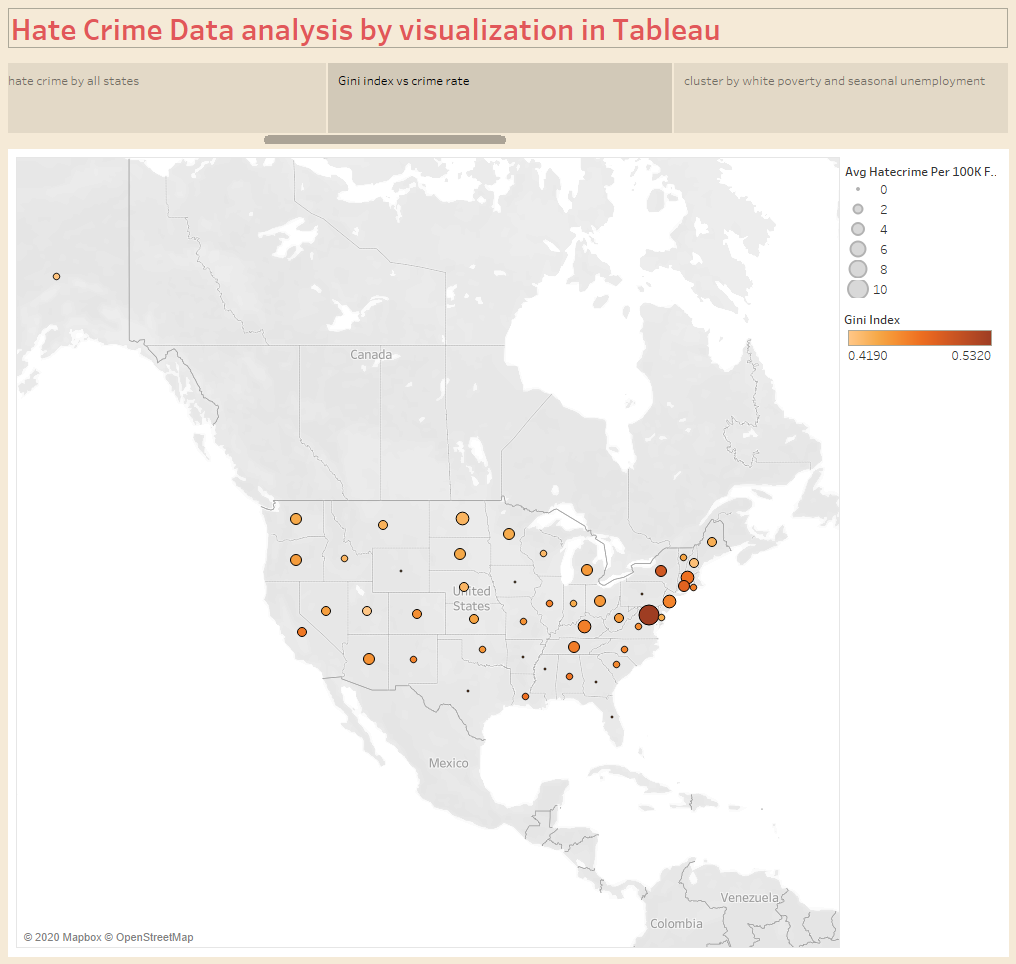 Hate Crime Data analysis by visualization in Tableau
hate crime by all states
Gini index vs crime rate
cluster by white poverty and seasonal unemployment
Avg Hatecrime Per 100K F..
0
2
4
6
8
10
Gini Index
0.4190 0.5320
Canada
United
States
Mexico
Venezuela
Colombia
© 2020 Mapbox © OpenStreetMap